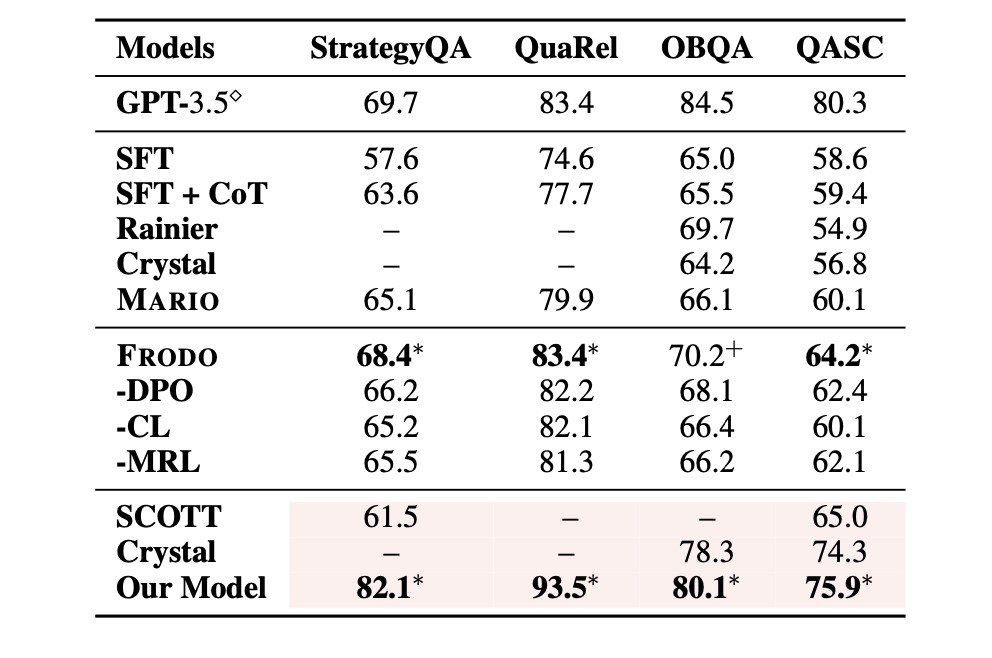 Models StrategyQA QuaRel OBQA QASC
GPT-3.5◇ 69.7 83.4 84.5 80.3
SFT 57.6 74.6 65.0 58.6
SFT + CoT 63.6 77.7 65.5 59.4
Rainier – – 69.7 54.9
Crystal – – 64.2 56.8
MARIO 65.1 79.9 66.1 60.1
FRODO 68.4* 83.4* 70.2+ 64.2*
-DPO 66.2 82.2 68.1 62.4
-CL 65.2 82.1 66.4 60.1
-MRL 65.5 81.3 66.2 62.1
SCOTT 61.5 – – 65.0
Crystal – – 78.3 74.3
Our Model 82.1* 93.5* 80.1* 75.9*